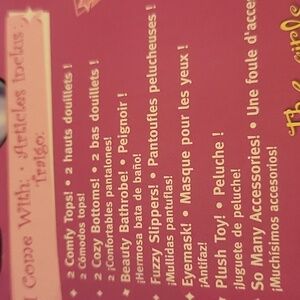 I Come With: • Articles inclus :
Traigo:
• 2 Comfy Tops! • 2 hauts douillets !
2 Cómodos tops!
• 2 Cozy Bottoms! • 2 bas douillets !
2 ¡Confortables pantalones!
• Beauty Bathrobe! • Peignoir !
¡Hermosa bata de baño!
• Fuzzy Slippers! • Pantoufles pelucheuses !
¡Mullidas pantuflas!
• Eyemask! • Masque pour les yeux !
¡Antifaz!
• Plush Toy! • Peluche !
¡juguete de peluche!
So Many Accessories! • Une foule d'acce
¡Muchísimos accesorios!
The